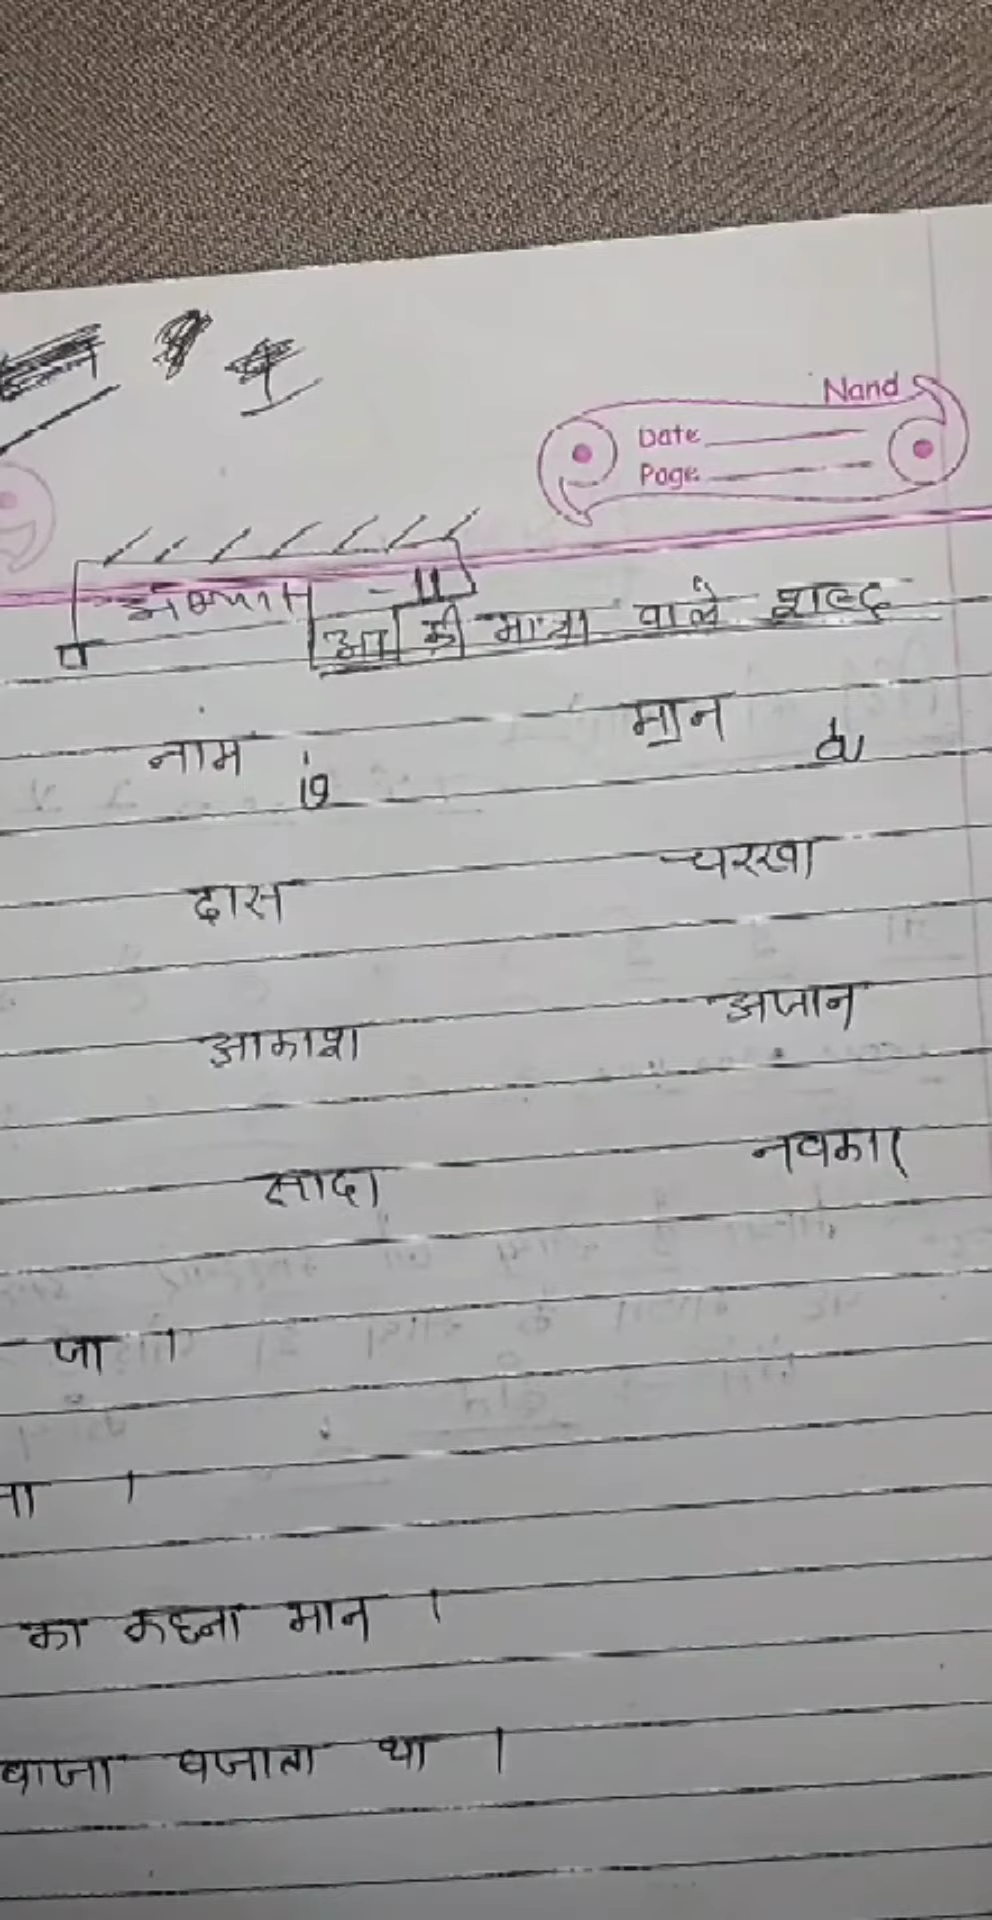 Nand
Date
Page
अभ्यास - 11
आ की मात्रा वाले शब्द
नाम मान
दास चरखा
आकाश अजान
सादा नवकार
जा ।
ना ।
का कहना मान ।
बाजा बजाता था ।